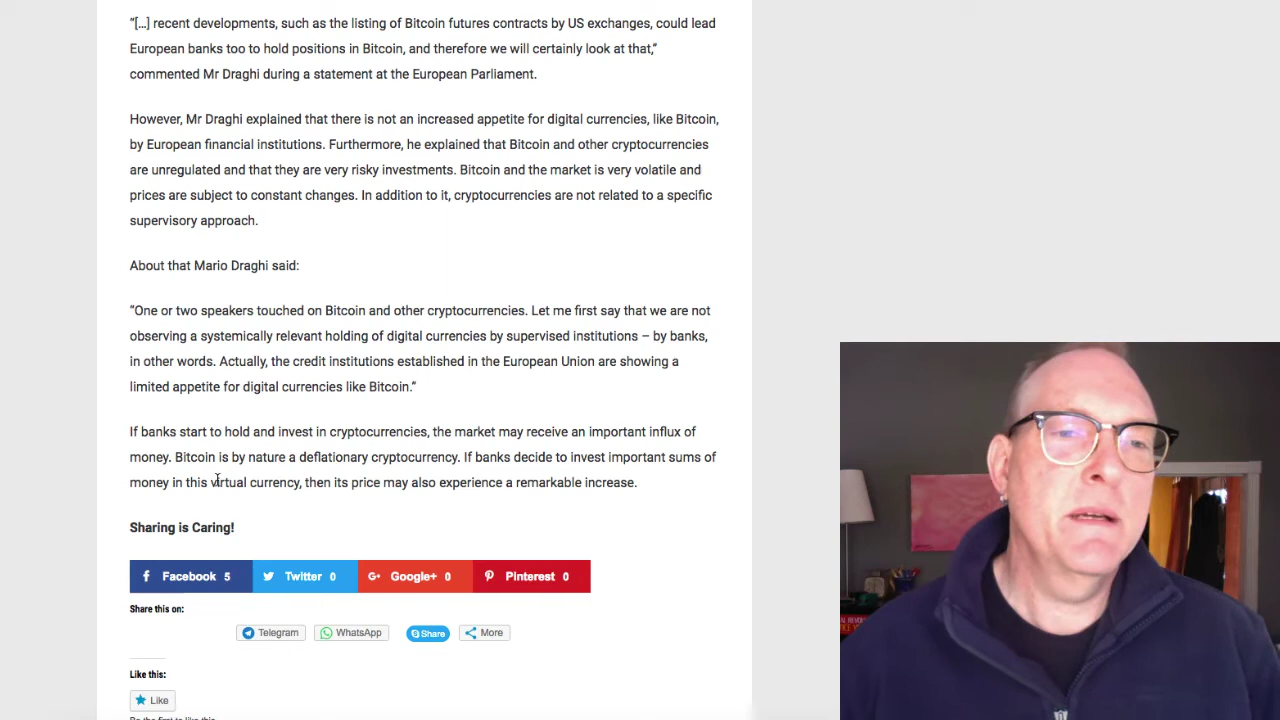 “[...] recent developments, such as the listing of Bitcoin futures contracts by US exchanges, could lead
European banks too to hold positions in Bitcoin, and therefore we will certainly look at that,”
commented Mr Draghi during a statement at the European Parliament.
However, Mr Draghi explained that there is not an increased appetite for digital currencies, like Bitcoin,
by European financial institutions. Furthermore, he explained that Bitcoin and other cryptocurrencies
are unregulated and that they are very risky investments. Bitcoin and the market is very volatile and
prices are subject to constant changes. In addition to it, cryptocurrencies are not related to a specific
supervisory approach.
About that Mario Draghi said:
“One or two speakers touched on Bitcoin and other cryptocurrencies. Let me first say that we are not
observing a systemically relevant holding of digital currencies by supervised institutions – by banks,
in other words. Actually, the credit institutions established in the European Union are showing a
limited appetite for digital currencies like Bitcoin.”
If banks start to hold and invest in cryptocurrencies, the market may receive an important influx of
money. Bitcoin is by nature a deflationary cryptocurrency. If banks decide to invest important sums of
money in this virtual currency, then its price may also experience a remarkable increase.
Sharing is Caring!
Facebook 5 Twitter 0 Google+ 0 Pinterest 0
Share this on:
Telegram WhatsApp Share More
Like this:
Like
Be the first to like this.